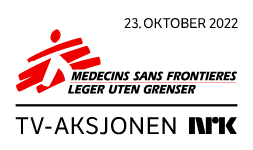 23. OKTOBER 2022
MEDECINS SANS FRONTIERES
LEGER UTEN GRENSER
TV-AKSJONEN NRK